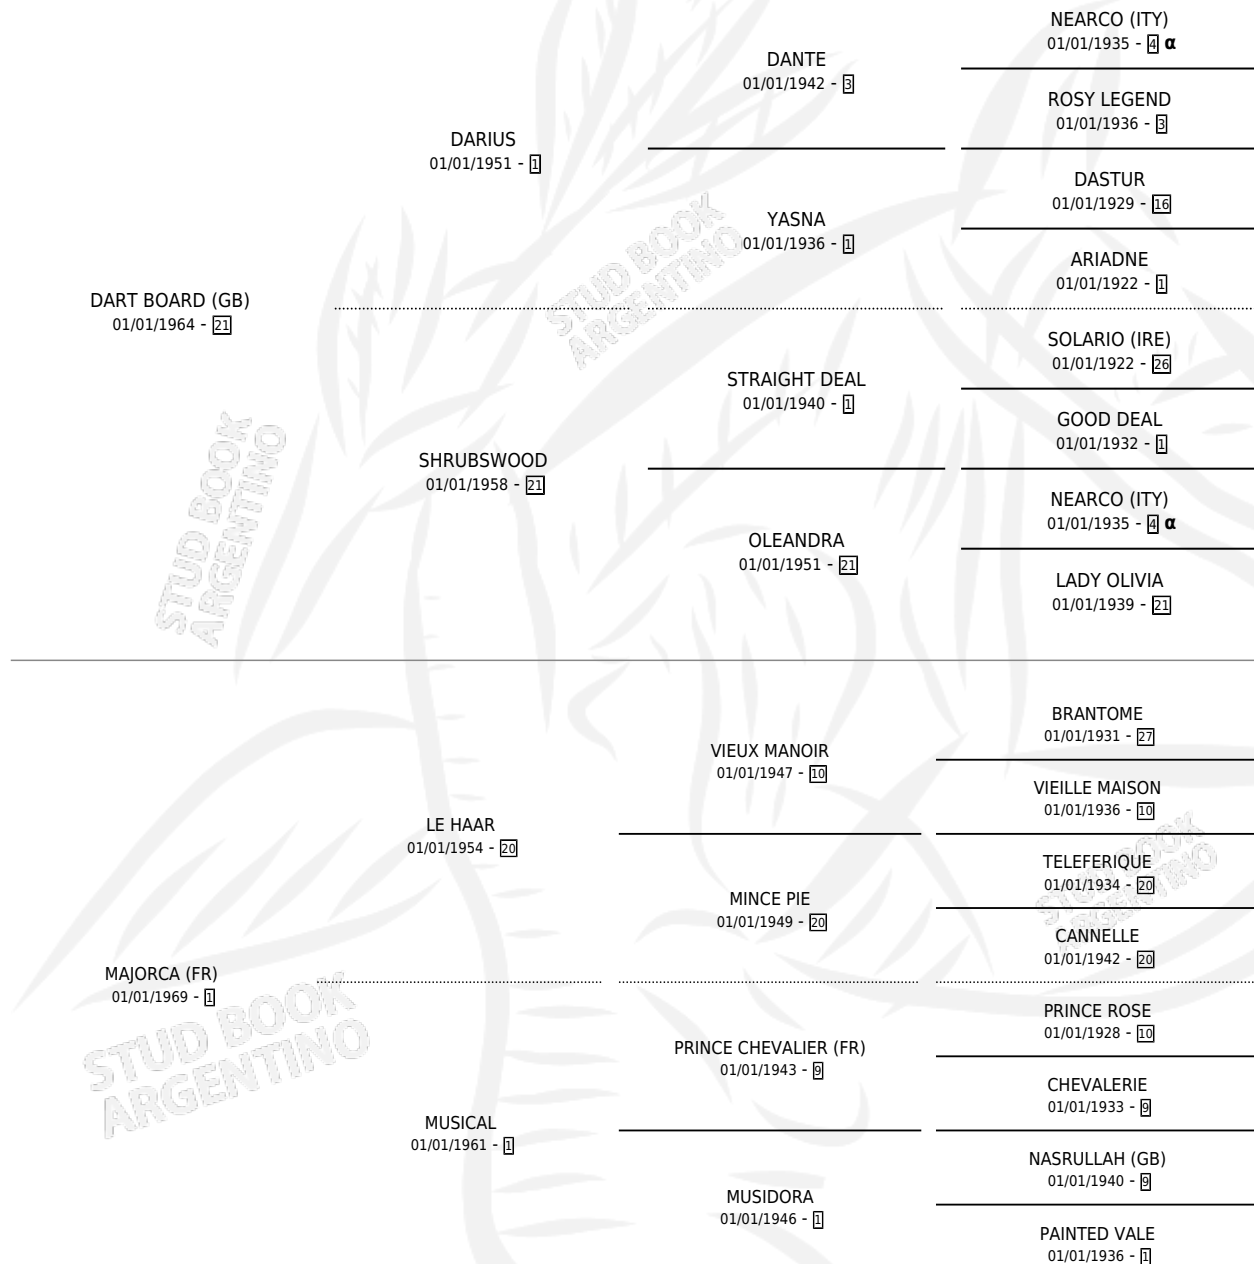 NEARCO (ITY)
01/01/1935 - 4 α
DANTE
01/01/1942 - 3
ROSY LEGEND
01/01/1936 - 3
DARIUS
01/01/1951 - 1
DASTUR
01/01/1929 - 16
YASNA
01/01/1936 - 1
ARIADNE
01/01/1922 - 1
DART BOARD (GB)
01/01/1964 - 21
STUD BOOK
ARGENTINO
SOLARIO (IRE)
01/01/1922 - 26
STRAIGHT DEAL
01/01/1940 - 1
GOOD DEAL
01/01/1932 - 1
SHRUBSWOOD
01/01/1958 - 21
NEARCO (ITY)
01/01/1935 - 4 α
OLEANDRA
01/01/1951 - 21
LADY OLIVIA
01/01/1939 - 21
STUD BOOK
ARGENTINO
BRANTOME
01/01/1931 - 27
VIEUX MANOIR
01/01/1947 - 10
VIEILLE MAISON
01/01/1936 - 10
LE HAAR
01/01/1954 - 20
TELEFERIQUE
01/01/1934 - 20
MINCE PIE
01/01/1949 - 20
STUD BOOK
ARGENTINO
CANNELLE
01/01/1942 - 20
MAJORCA (FR)
01/01/1969 - 1
STUD BOOK
ARGENTINO
PRINCE ROSE
01/01/1928 - 10
PRINCE CHEVALIER (FR)
01/01/1943 - 9
CHEVALERIE
01/01/1933 - 9
MUSICAL
01/01/1961 - 1
NASRULLAH (GB)
01/01/1940 - 9
MUSIDORA
01/01/1946 - 1
PAINTED VALE
01/01/1936 - 1